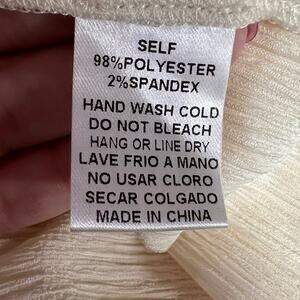 SELF
98%POLYESTER
2%SPANDEX
HAND WASH COLD
DO NOT BLEACH
HANG OR LINE DRY
LAVE FRIO A MANO
NO USAR CLORO
SECAR COLGADO
MADE IN CHINA